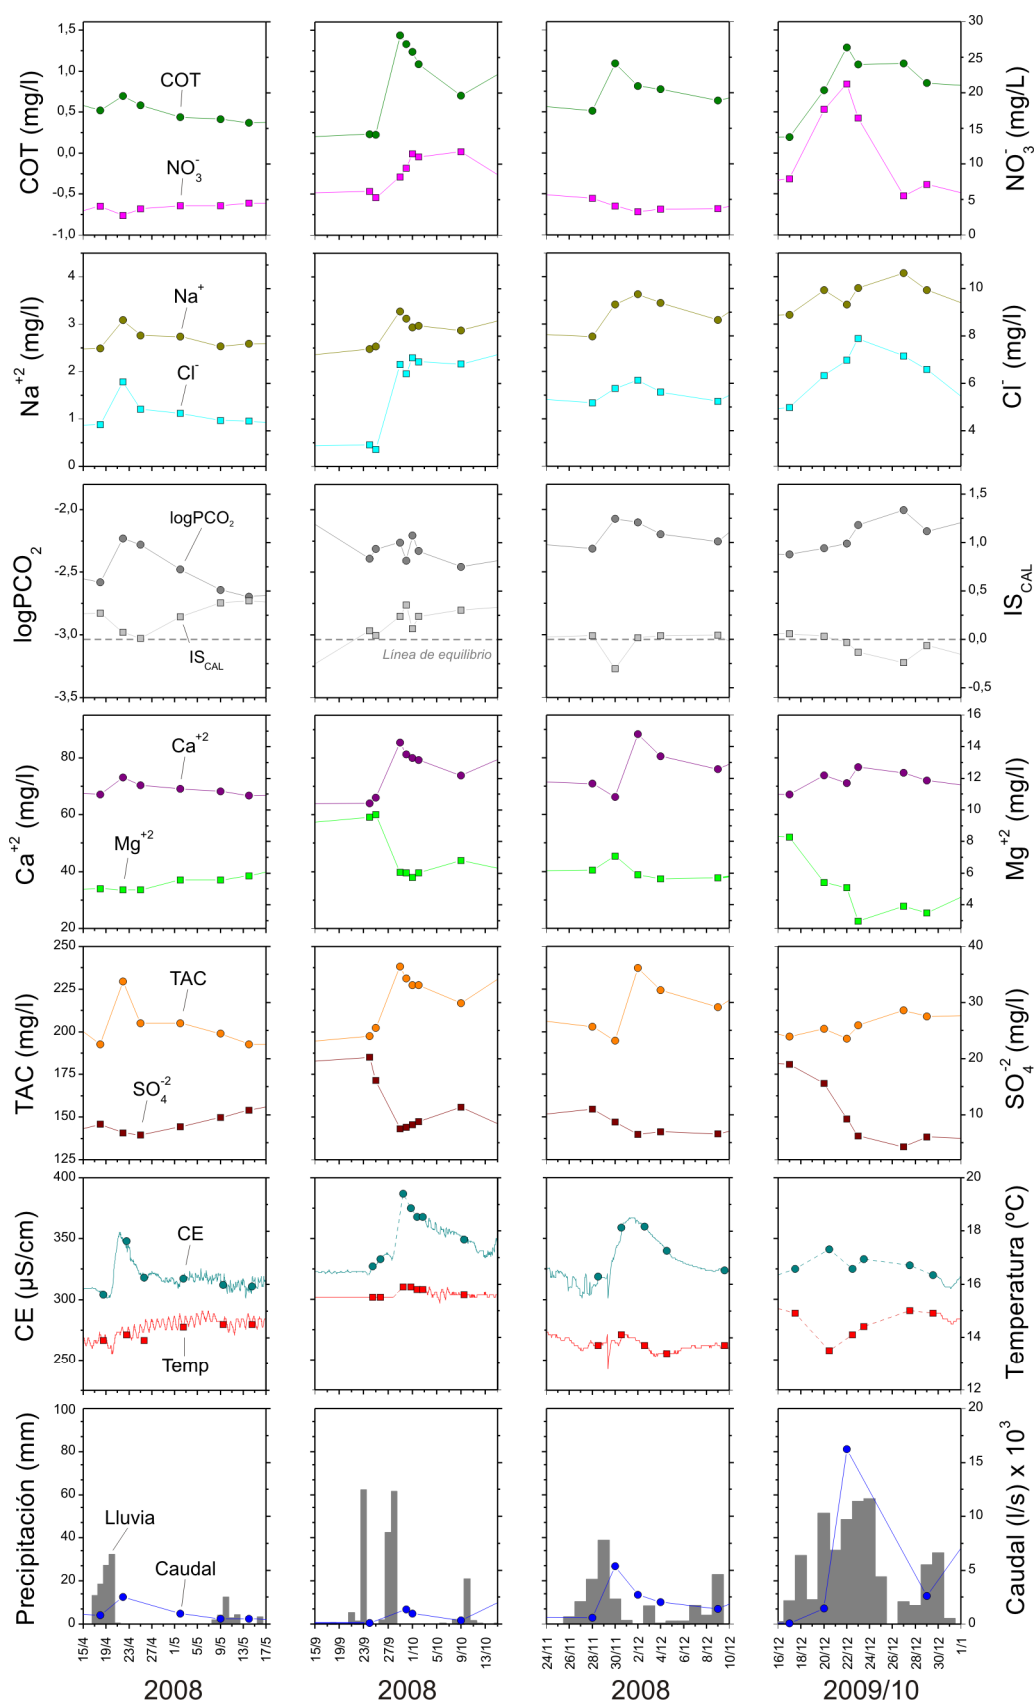 COT (mg/l)
1,5
1,0
0,5
0,0
-0,5
-1,0
COT
NO3-
30
25
20
15
10
5
0
NO3- (mg/L)
Na+2 (mg/l)
4
3
2
1
0
Na+
Cl-
10
8
6
4
Cl- (mg/l)
logPCO2
-2,0
-2,5
-3,0
-3,5
logPCO2
ISCAL
Línea de equilibrio
1,5
1,0
0,5
0,0
-0,5
ISCAL
Ca+2 (mg/l)
80
60
40
20
Ca+2
Mg+2
16
14
12
10
8
6
4
Mg+2 (mg/l)
TAC (mg/l)
250
225
200
175
150
125
TAC
SO4-2
40
30
20
10
SO4-2 (mg/l)
CE (µS/cm)
400
350
300
250
CE
Temp
20
18
16
14
12
Temperatura (ºC)
Precipitación (mm)
100
80
60
40
20
0
Lluvia
Caudal
20
15
10
5
0
Caudal (l/s) x 10³
15/4 19/4 23/4 27/4 1/5 5/5 9/5 13/5 17/5
15/9 19/9 23/9 27/9 1/10 5/10 9/10 13/10
24/11 26/11 28/11 30/11 2/12 4/12 6/12 8/12 10/12
16/12 18/12 20/12 22/12 24/12 26/12 28/12 30/12 1/1
2008 2008 2008 2009/10